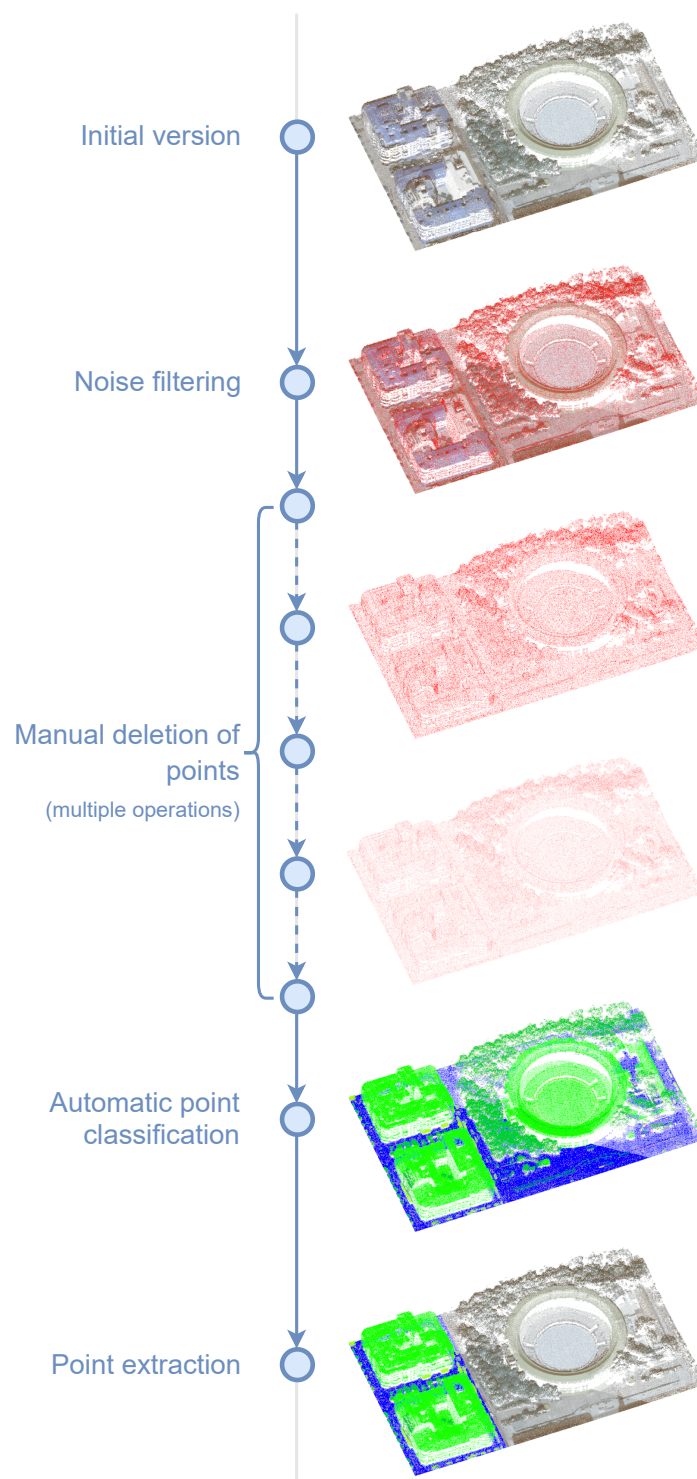 Initial version
Noise filtering
Manual deletion of
points
(multiple operations)
Automatic point
classification
Point extraction